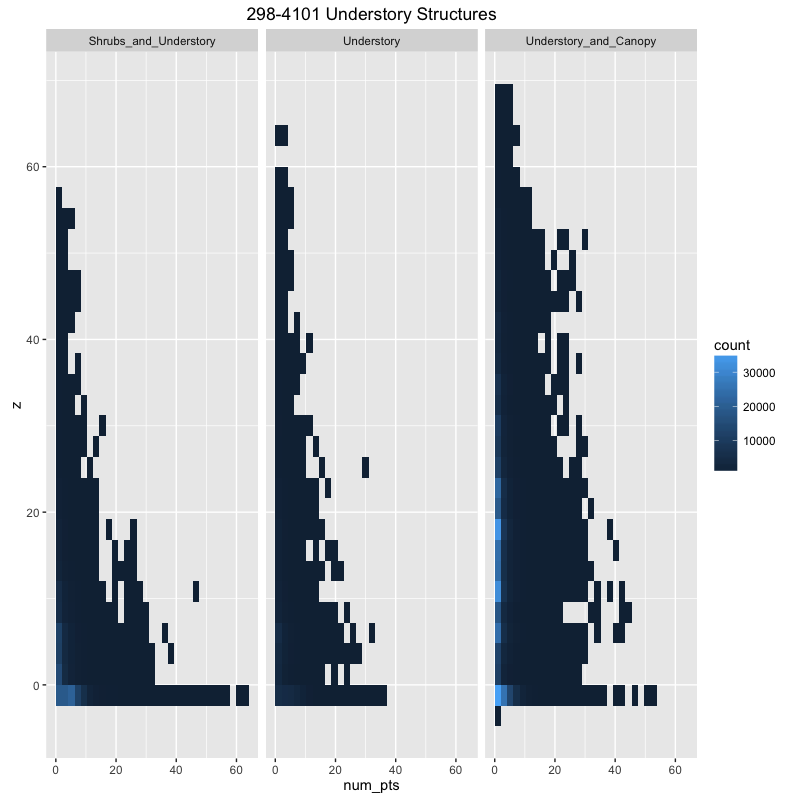 298-4101 Understory Structures
Shrubs_and_Understory
Understory
Understory_and_Canopy
60
40
20
0
z
0 20 40 60
0 20 40 60
0 20 40 60
num_pts
count
30000
20000
10000